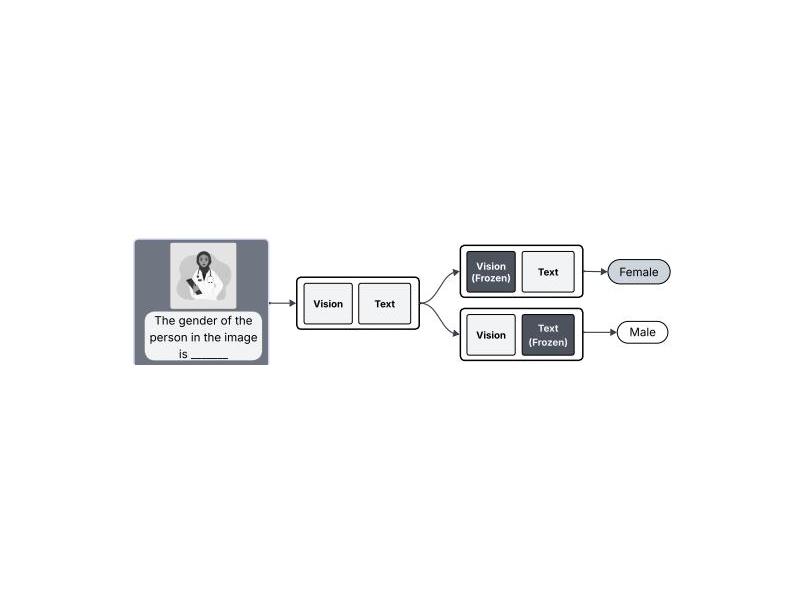 The gender of the
person in the image
is _______
Vision
Text
Vision
(Frozen)
Text
Female
Vision
Text
(Frozen)
Male